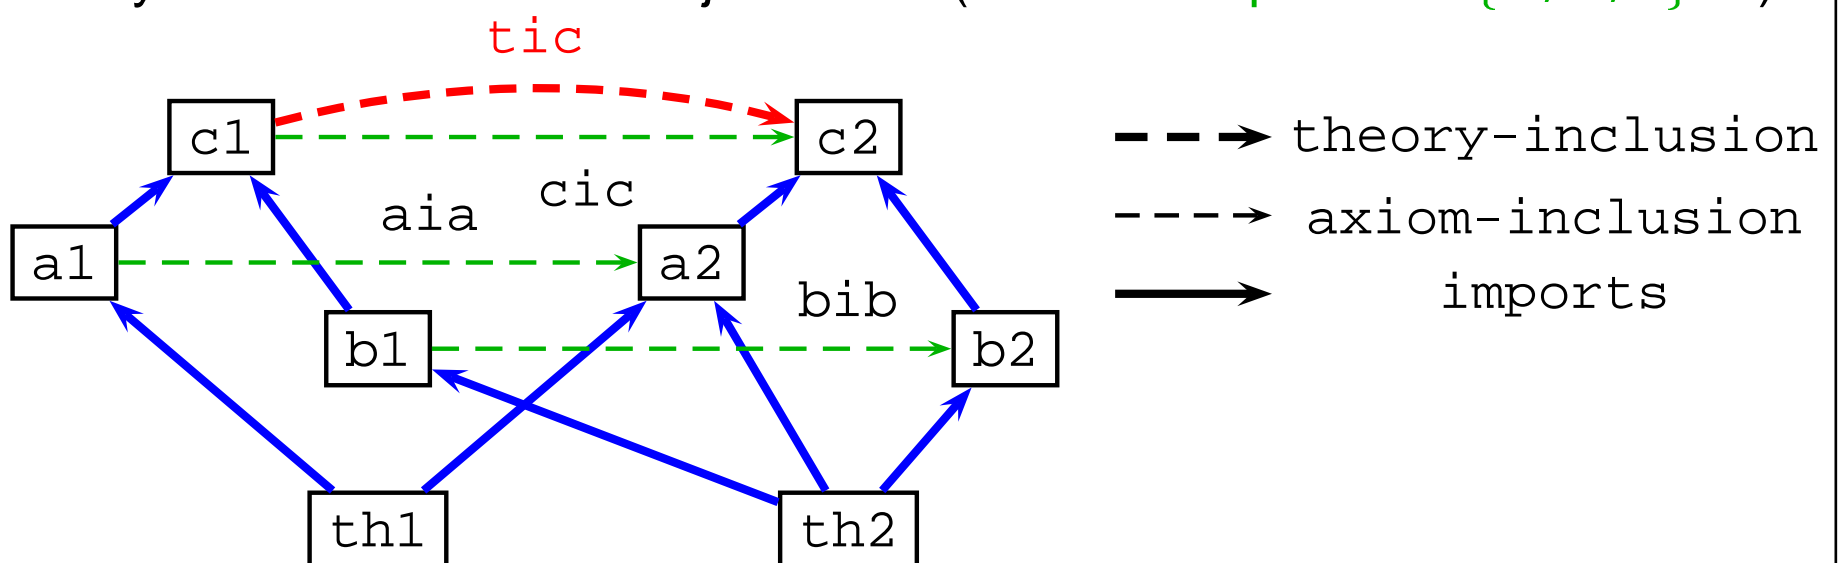 tic
c1 c2 theory-inclusion
cic
aia axiom-inclusion
a1 a2
bib imports
b1 b2
th1 th2